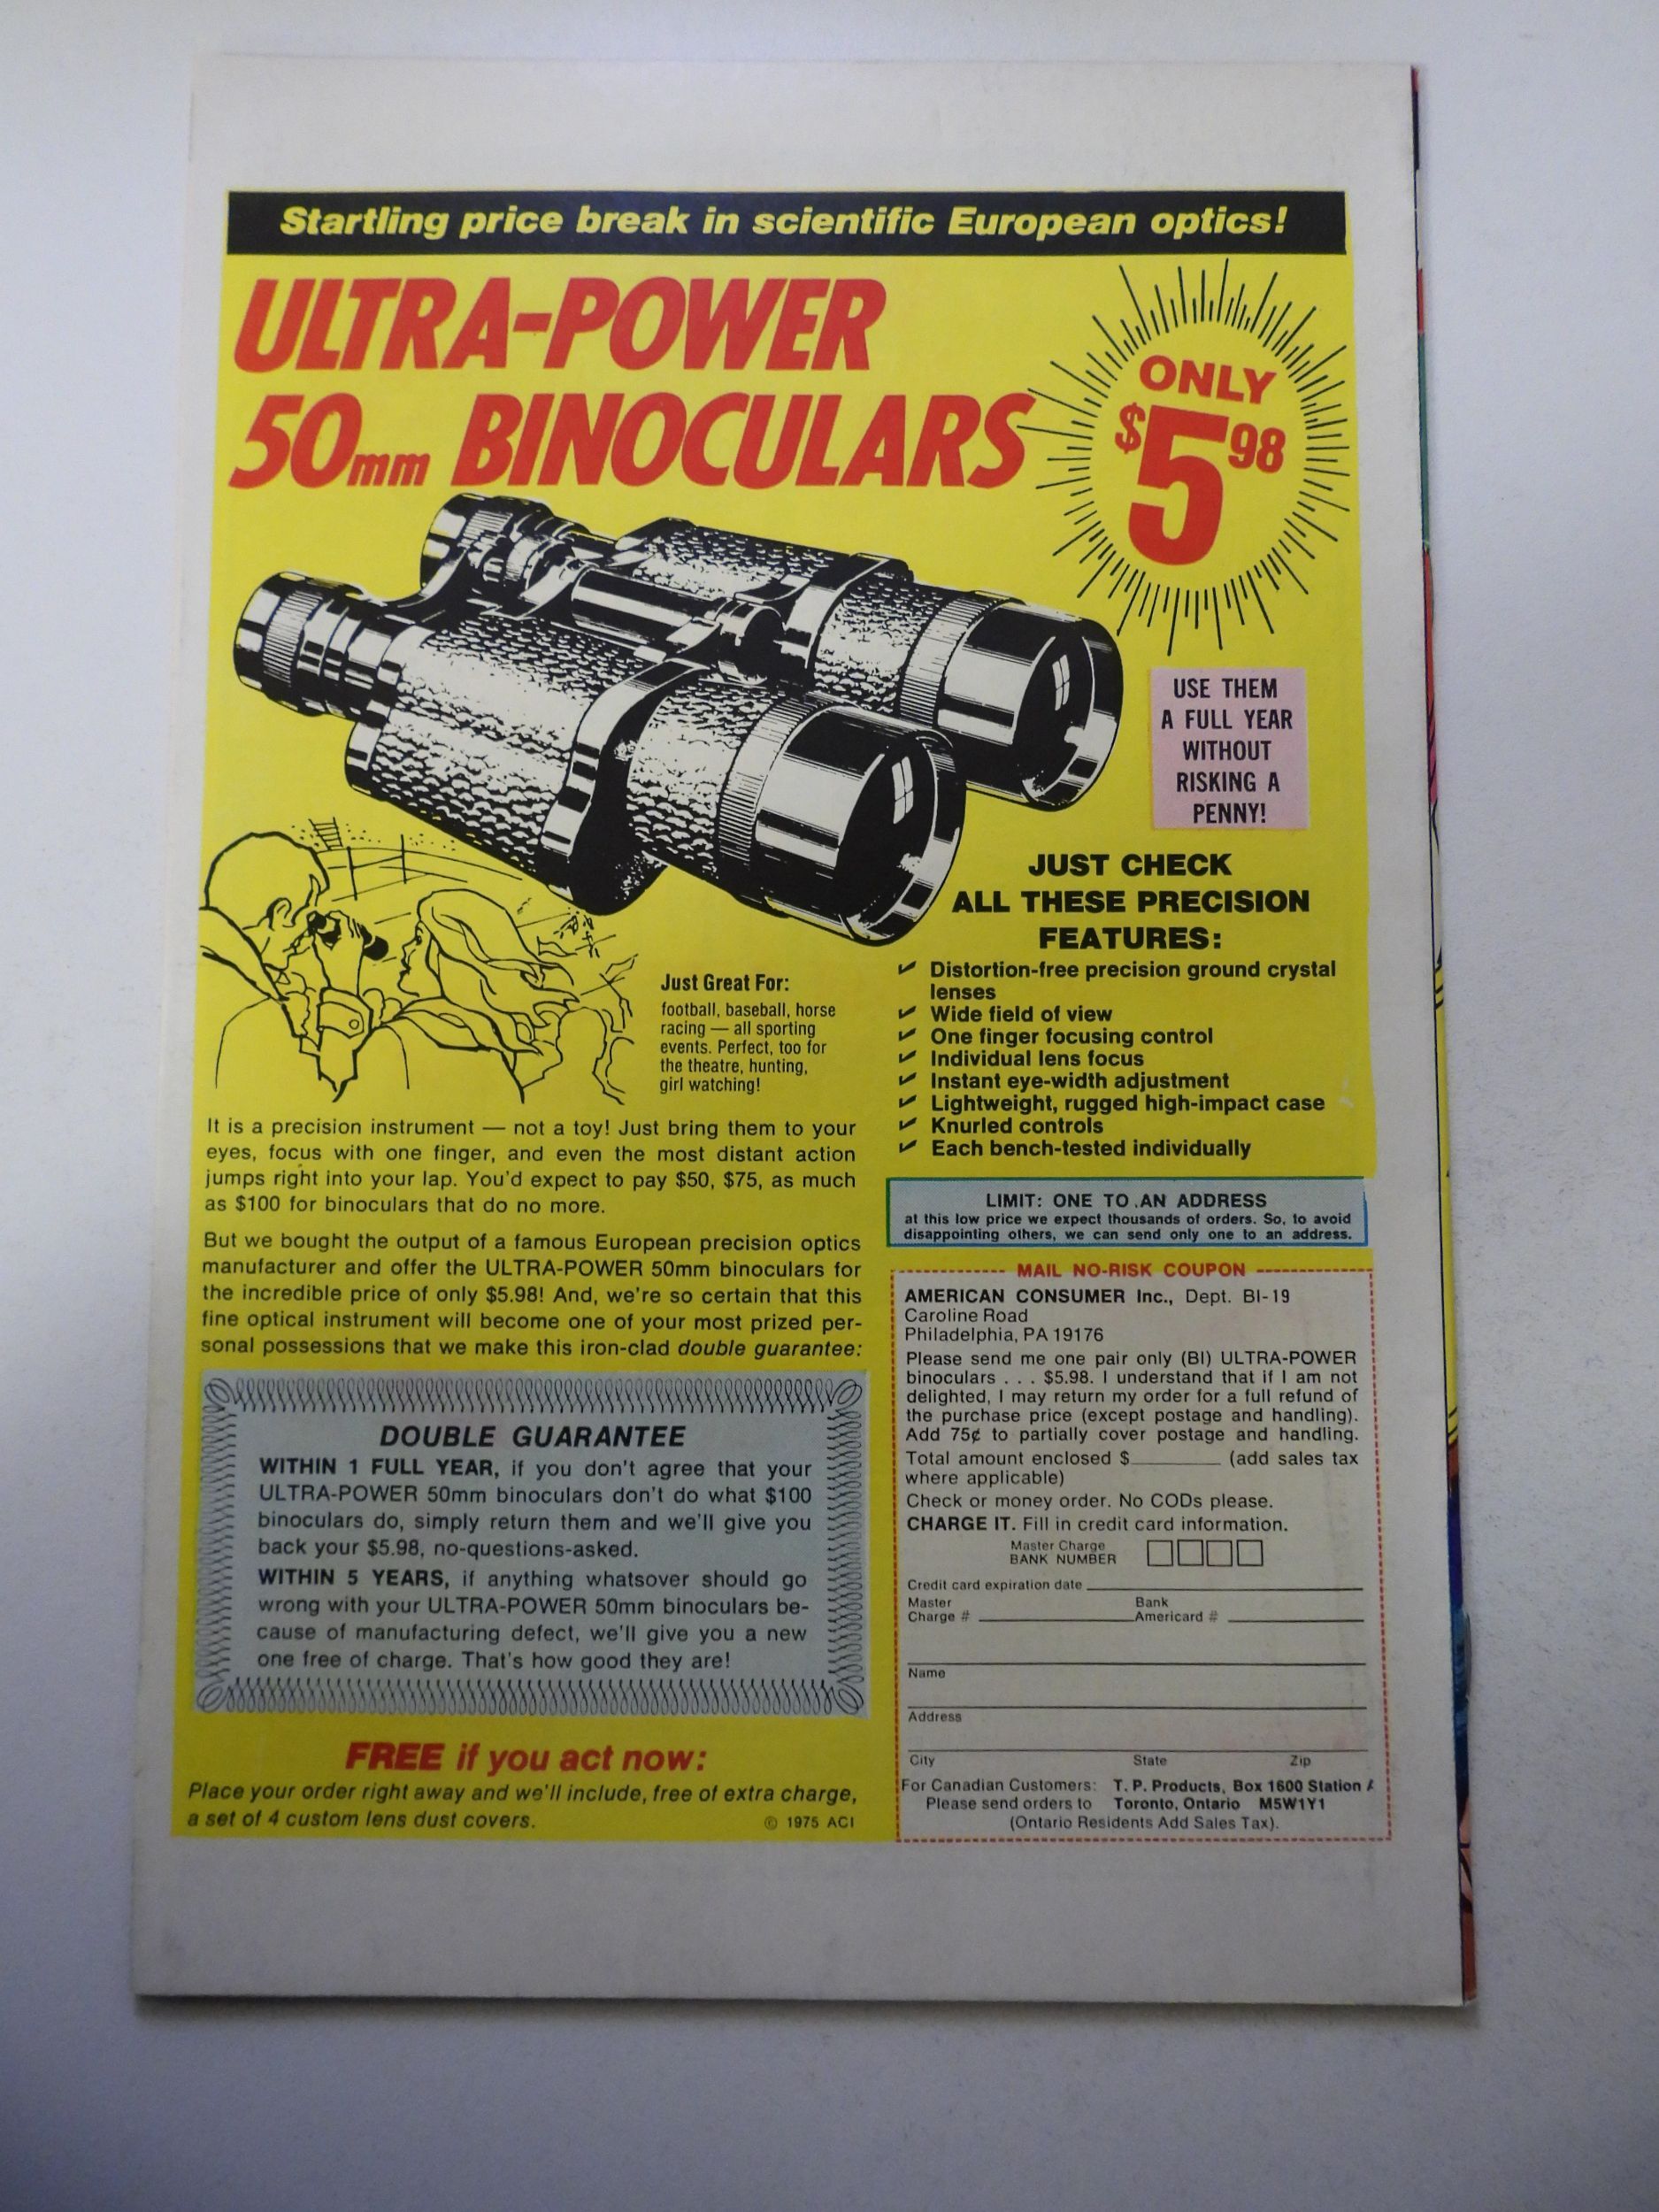 Startling price break in scientific European optics!
ULTRA-POWER
50mm BINOCULARS
ONLY
$5 98
USE THEM
A FULL YEAR
WITHOUT
RISKING A
PENNY!
JUST CHECK
ALL THESE PRECISION
FEATURES:
✔ Distortion-free precision ground crystal
lenses
✔ Wide field of view
✔ One finger focusing control
✔ Individual lens focus
✔ Instant eye-width adjustment
✔ Lightweight, rugged high-impact case
✔ Knurled controls
✔ Each bench-tested individually
Just Great For:
football, baseball, horse
racing — all sporting
events. Perfect, too for
the theatre, hunting,
girl watching!
It is a precision instrument — not a toy! Just bring them to your
eyes, focus with one finger, and even the most distant action
jumps right into your lap. You'd expect to pay $50, $75, as much
as $100 for binoculars that do no more.
But we bought the output of a famous European precision optics
manufacturer and offer the ULTRA-POWER 50mm binoculars for
the incredible price of only $5.98! And, we're so certain that this
fine optical instrument will become one of your most prized per-
sonal possessions that we make this iron-clad double guarantee:
DOUBLE GUARANTEE
WITHIN 1 FULL YEAR, if you don't agree that your
ULTRA-POWER 50mm binoculars don't do what $100
binoculars do, simply return them and we'll give you
back your $5.98, no-questions-asked.
WITHIN 5 YEARS, if anything whatsover should go
wrong with your ULTRA-POWER 50mm binoculars be-
cause of manufacturing defect, we'll give you a new
one free of charge. That's how good they are!
FREE if you act now:
Place your order right away and we'll include, free of extra charge,
a set of 4 custom lens dust covers.
© 1975 ACI
LIMIT: ONE TO AN ADDRESS
at this low price we expect thousands of orders. So, to avoid
disappointing others, we can send only one to an address.
MAIL NO-RISK COUPON
AMERICAN CONSUMER Inc., Dept. BI-19
Caroline Road
Philadelphia, PA 19176
Please send me one pair only (BI) ULTRA-POWER
binoculars . . . $5.98. I understand that if I am not
delighted, I may return my order for a full refund of
the purchase price (except postage and handling).
Add 75¢ to partially cover postage and handling.
Total amount enclosed $________ (add sales tax
where applicable)
Check or money order. No CODs please.
CHARGE IT. Fill in credit card information.
Master Charge
BANK NUMBER
Credit card expiration date
Master Bank
Charge # Americard #
Name
Address
City State Zip
For Canadian Customers: T. P. Products, Box 1600 Station A
Please send orders to Toronto, Ontario M5W1Y1
(Ontario Residents Add Sales Tax).